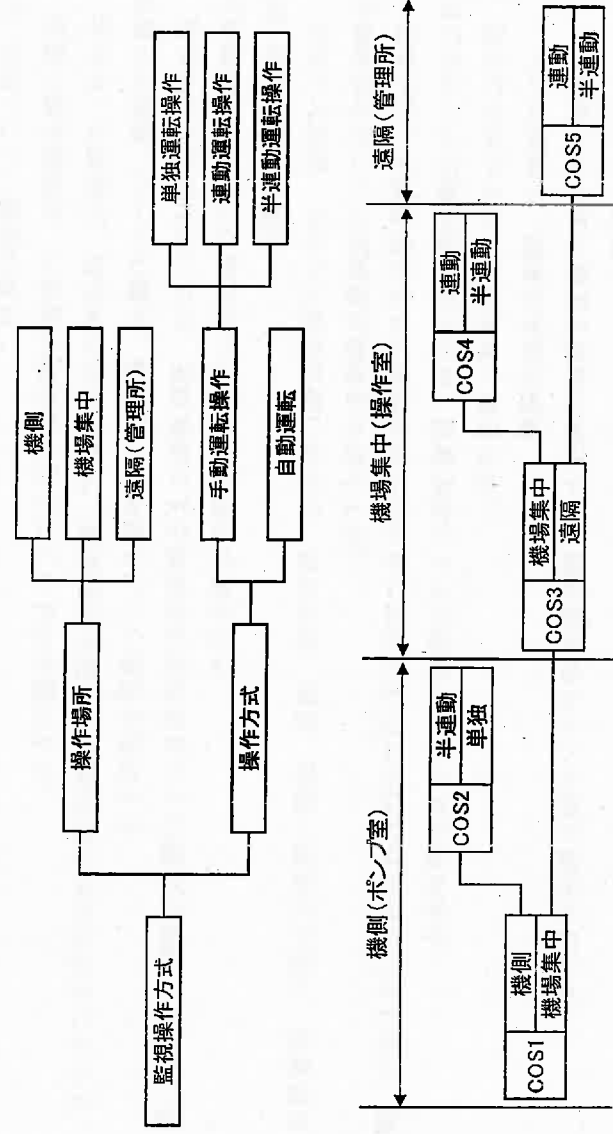 監視操作方式
操作場所
機側
機場集中
遠隔(管理所)
操作方式
手動運転操作
単独運転操作
連動運転操作
半連動運転操作
自動運転
機側(ポンプ室)
機場集中(操作室)
遠隔(管理所)
COS1
機側
機場集中
COS2
半連動
単独
COS3
機場集中
遠隔
COS4
連動
半連動
COS5
連動
半連動